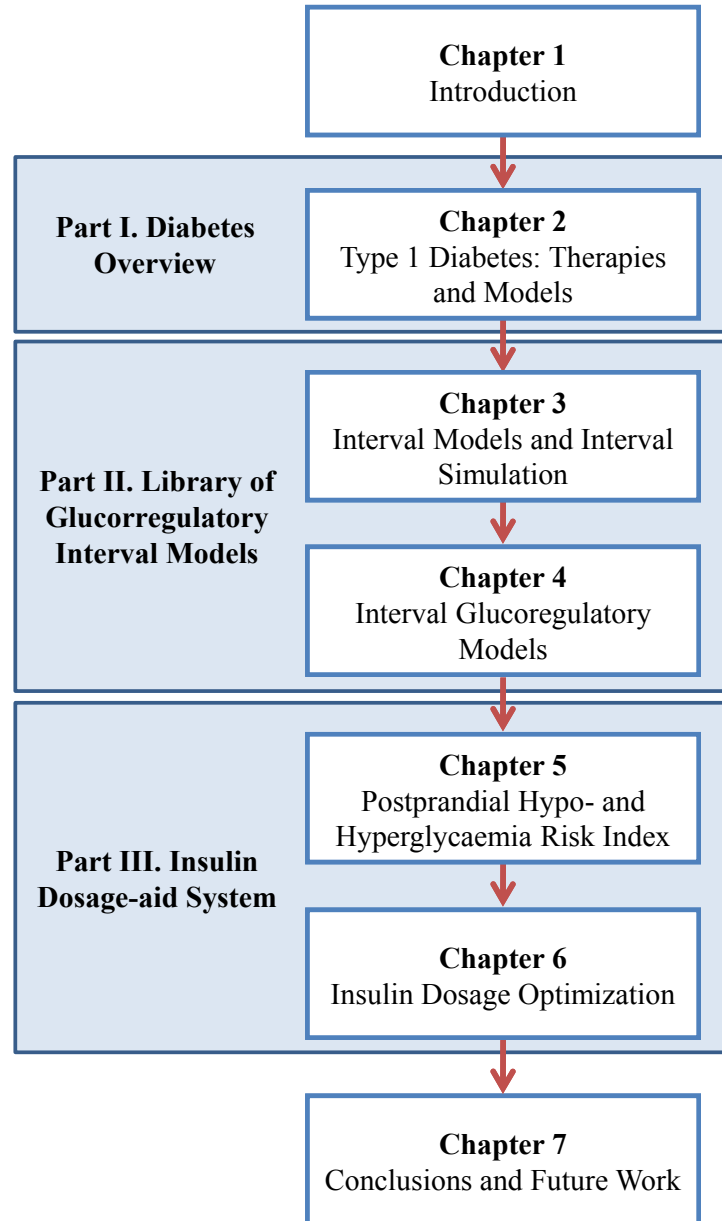 Chapter 1
Introduction
Part I. Diabetes
Overview
Chapter 2
Type 1 Diabetes: Therapies
and Models
Part II. Library of
Glucorregulatory
Interval Models
Chapter 3
Interval Models and Interval
Simulation
Chapter 4
Interval Glucoregulatory
Models
Part III. Insulin
Dosage-aid System
Chapter 5
Postprandial Hypo- and
Hyperglycaemia Risk Index
Chapter 6
Insulin Dosage Optimization
Chapter 7
Conclusions and Future Work